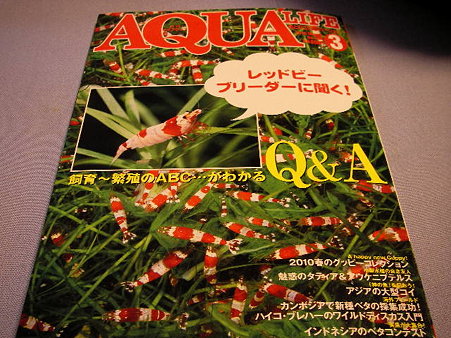 AQUA LIFE
3
レッドビー
ブリーダーに聞く!
飼育~繁殖のABC…がわかる
Q&A
2010春のグッピーコレクション
魅惑のタティア&アウケニプテルス
アジアの大型コイ
カンボジアで新種ベタの採集成功!
ハイコ・ブレハーのワイルドディスカス入門
インドネシアのベタコンテスト